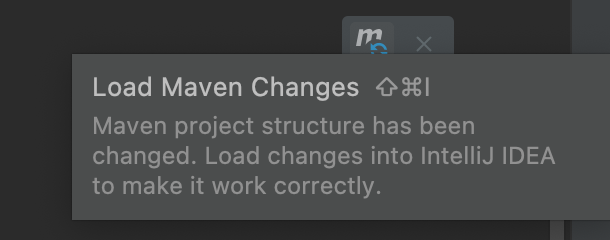 m
Load Maven Changes ⇧⌘I
Maven project structure has been
changed. Load changes into IntelliJ IDEA
to make it work correctly.